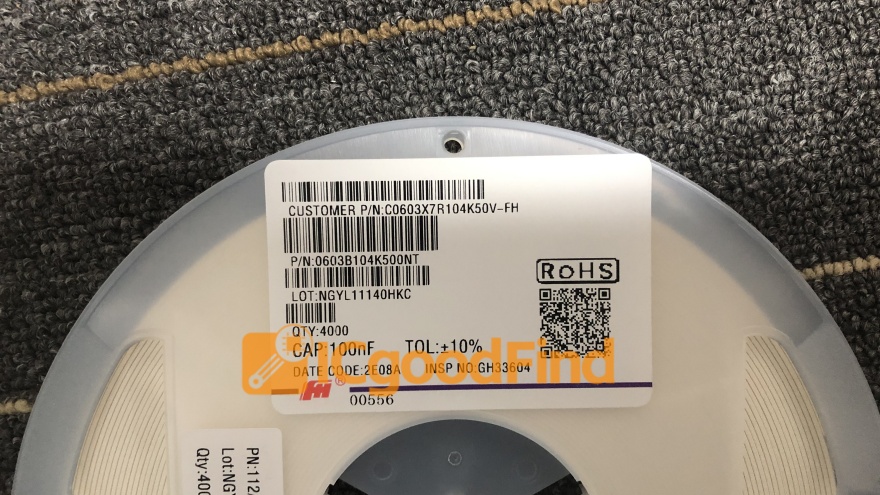 CUSTOMER P/N:C0603X7R104K50V-FH
P/N:0603B104K500NT
LOT:NGYL11140HKC
QTY:4000
CAP:100nF TOL:±10%
DATE CODE:2E08A INSP NO:GH33604
00556
RoHS
ICgoodFind
PN:112
Lot:NGY
Qty:400